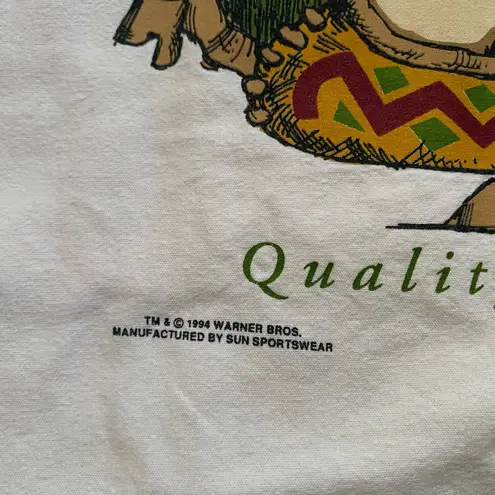 Qualit
TM & © 1994 WARNER BROS.
MANUFACTURED BY SUN SPORTSWEAR